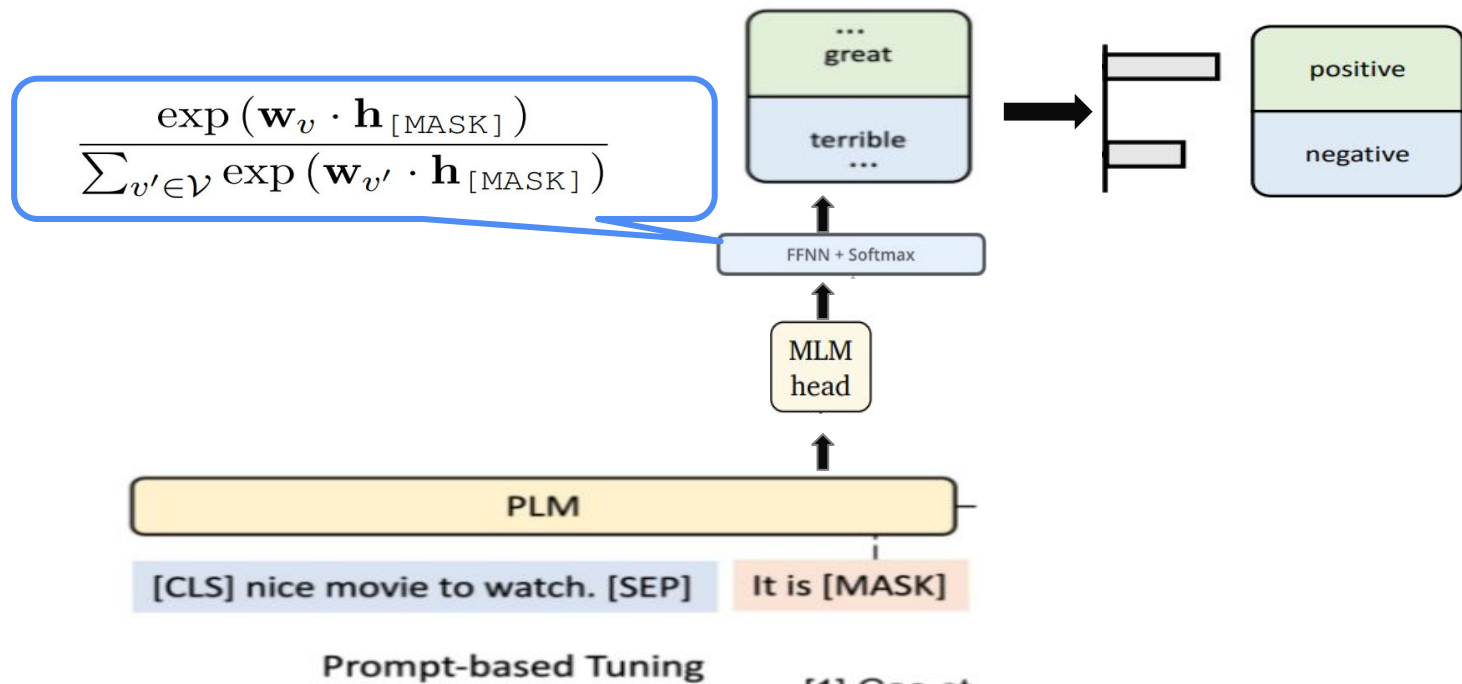 ...
great
terrible
...
positive
negative
exp (w_v · h_[MASK])
∑_{v′∈𝒱} exp (w_{v′} · h_[MASK])
FFNN + Softmax
MLM
head
PLM
[CLS] nice movie to watch. [SEP] It is [MASK]
Prompt-based Tuning